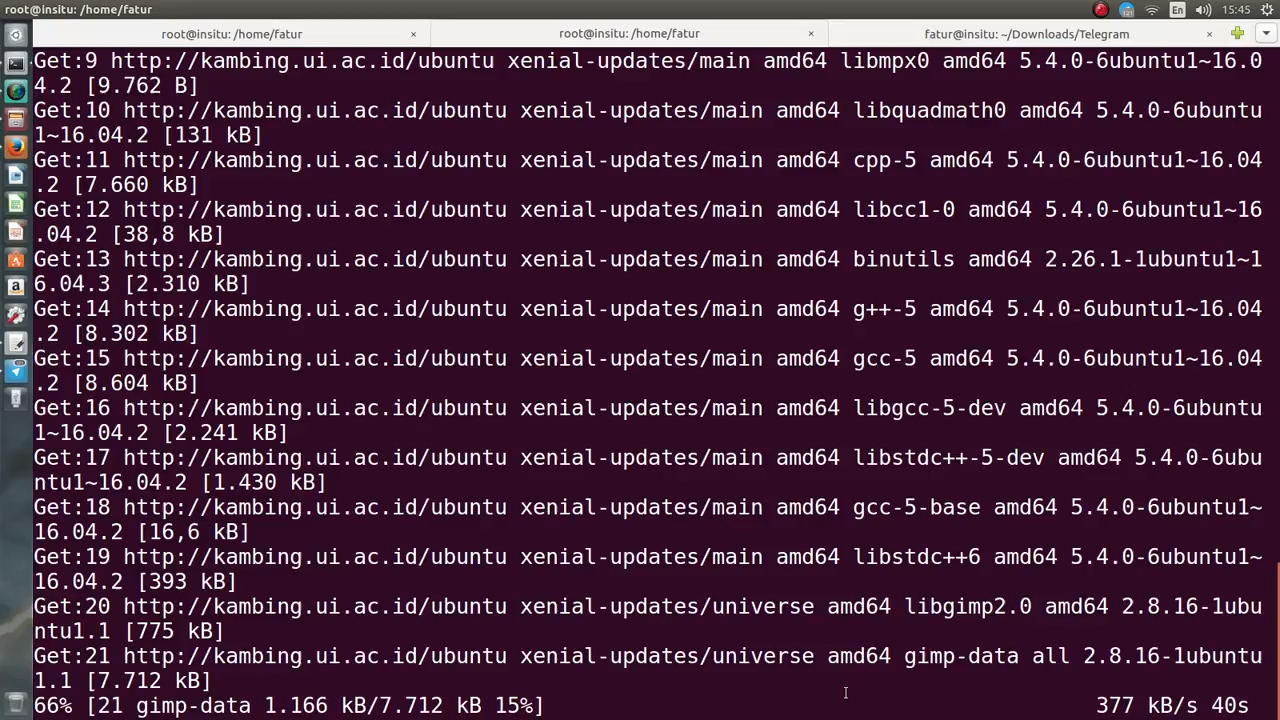 root@insitu: /home/fatur
En
15:45
root@insitu: /home/fatur × root@insitu: /home/fatur × fatur@insitu: ~/Downloads/Telegram ×
Get:9 http://kambing.ui.ac.id/ubuntu xenial-updates/main amd64 libmpx0 amd64 5.4.0-6ubuntu1~16.0
4.2 [9.762 B]
Get:10 http://kambing.ui.ac.id/ubuntu xenial-updates/main amd64 libquadmath0 amd64 5.4.0-6ubuntu
1~16.04.2 [131 kB]
Get:11 http://kambing.ui.ac.id/ubuntu xenial-updates/main amd64 cpp-5 amd64 5.4.0-6ubuntu1~16.04
.2 [7.660 kB]
Get:12 http://kambing.ui.ac.id/ubuntu xenial-updates/main amd64 libcc1-0 amd64 5.4.0-6ubuntu1~16
.04.2 [38,8 kB]
Get:13 http://kambing.ui.ac.id/ubuntu xenial-updates/main amd64 binutils amd64 2.26.1-1ubuntu1~1
6.04.3 [2.310 kB]
Get:14 http://kambing.ui.ac.id/ubuntu xenial-updates/main amd64 g++-5 amd64 5.4.0-6ubuntu1~16.04
.2 [8.302 kB]
Get:15 http://kambing.ui.ac.id/ubuntu xenial-updates/main amd64 gcc-5 amd64 5.4.0-6ubuntu1~16.04
.2 [8.604 kB]
Get:16 http://kambing.ui.ac.id/ubuntu xenial-updates/main amd64 libgcc-5-dev amd64 5.4.0-6ubuntu
1~16.04.2 [2.241 kB]
Get:17 http://kambing.ui.ac.id/ubuntu xenial-updates/main amd64 libstdc++-5-dev amd64 5.4.0-6ubu
ntu1~16.04.2 [1.430 kB]
Get:18 http://kambing.ui.ac.id/ubuntu xenial-updates/main amd64 gcc-5-base amd64 5.4.0-6ubuntu1~
16.04.2 [16,6 kB]
Get:19 http://kambing.ui.ac.id/ubuntu xenial-updates/main amd64 libstdc++6 amd64 5.4.0-6ubuntu1~
16.04.2 [393 kB]
Get:20 http://kambing.ui.ac.id/ubuntu xenial-updates/universe amd64 libgimp2.0 amd64 2.8.16-1ubu
ntu1.1 [775 kB]
Get:21 http://kambing.ui.ac.id/ubuntu xenial-updates/universe amd64 gimp-data all 2.8.16-1ubuntu
1.1 [7.712 kB]
66% [21 gimp-data 1.166 kB/7.712 kB 15%] 377 kB/s 40s